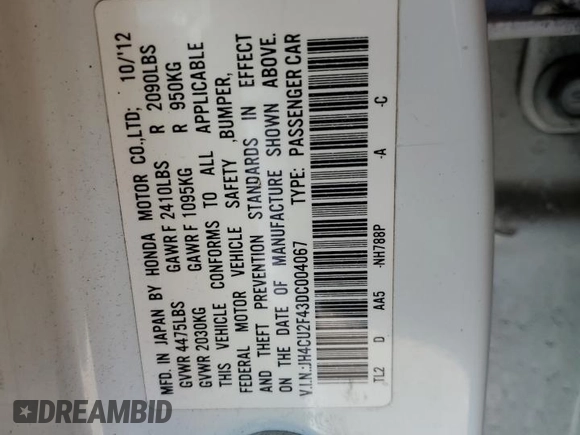 MFD. IN JAPAN BY HONDA MOTOR CO.,LTD; 10/'12
GVWR 4475LBS GAWR F 2410LBS R 2090LBS
GVWR 2030KG GAWR F 1095KG R 950KG
THIS VEHICLE CONFORMS TO ALL APPLICABLE
FEDERAL MOTOR VEHICLE SAFETY ,BUMPER,
AND THEFT PREVENTION STANDARDS IN EFFECT
ON THE DATE OF MANUFACTURE SHOWN ABOVE.
V.I.N.:JH4CU2F43DC004067 TYPE: PASSENGER CAR
TL2 D AA5 -NH788P -A -C
DREAMBID